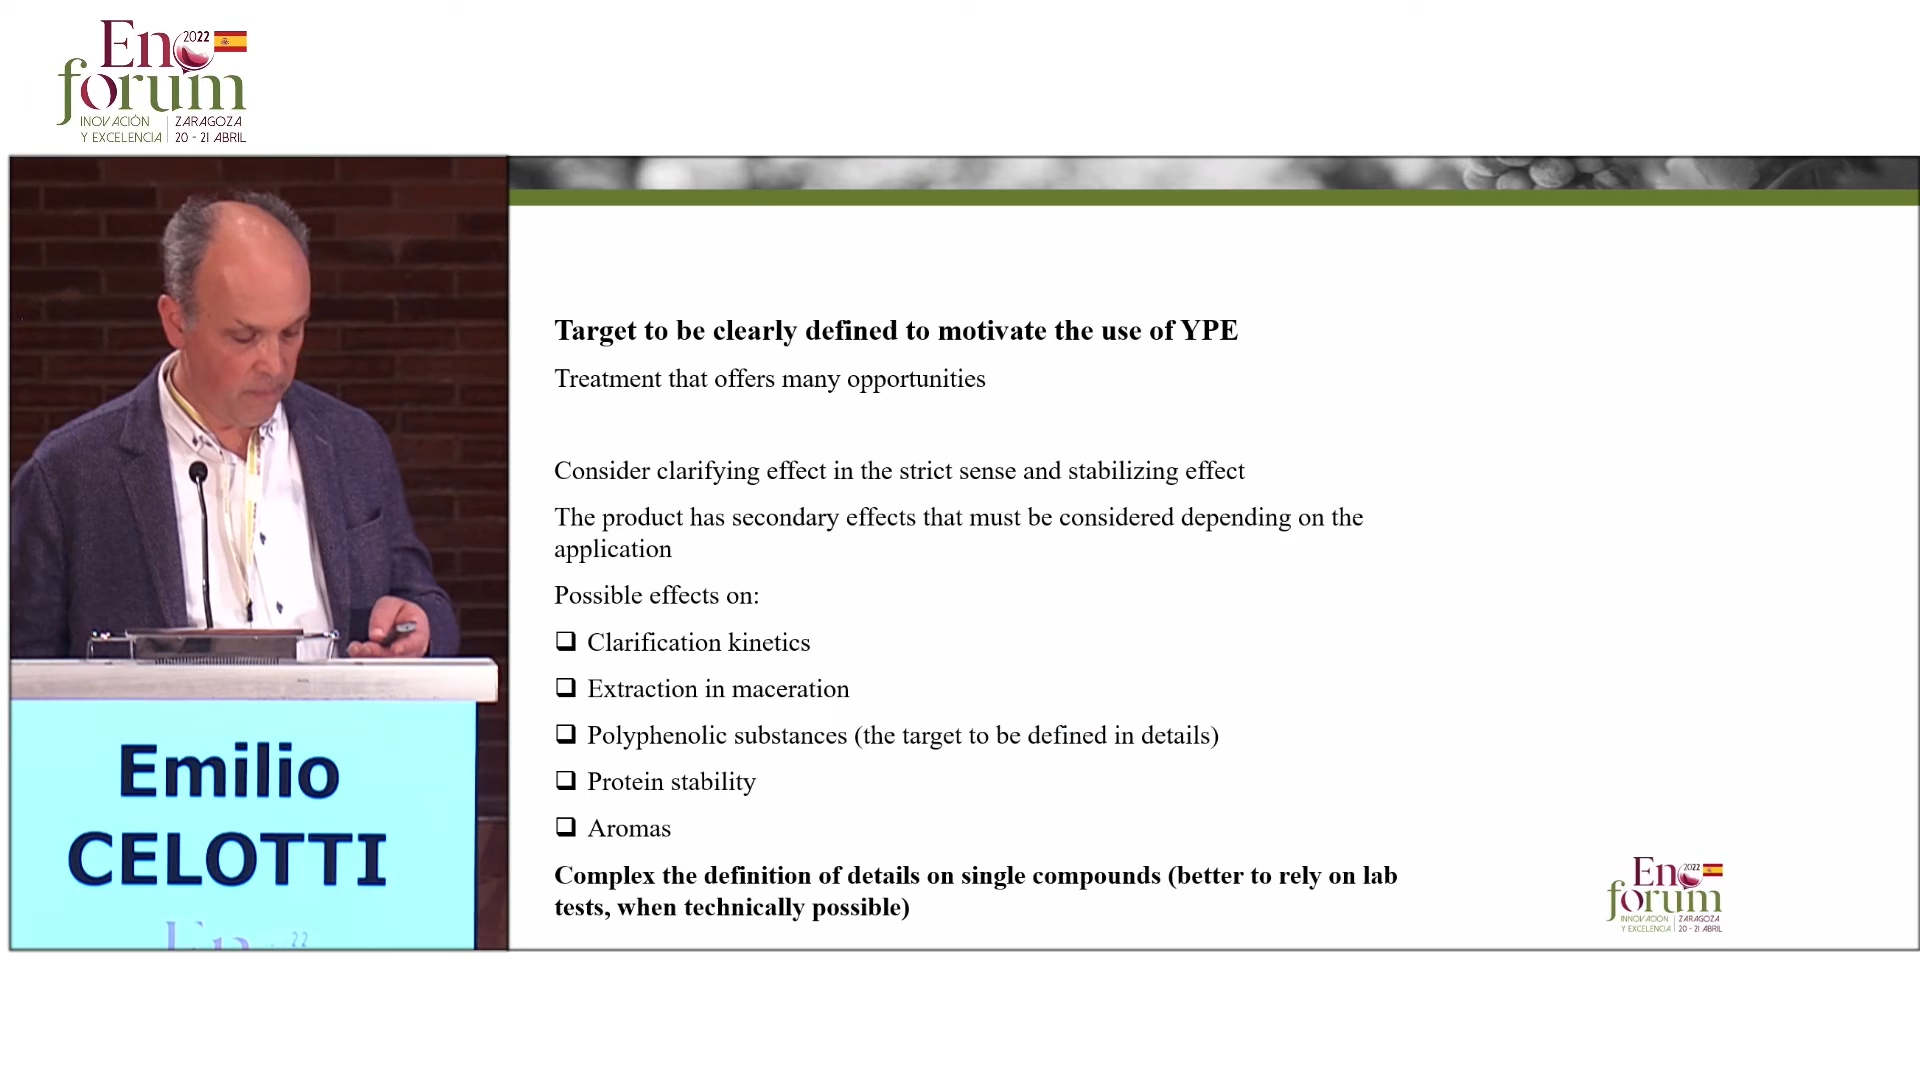 En 2022
forum
INOVACIÓN
Y EXCELENCIA
ZARAGOZA
20 - 21 ABRIL
Emilio
CELOTTI
En 22
Target to be clearly defined to motivate the use of YPE
Treatment that offers many opportunities
Consider clarifying effect in the strict sense and stabilizing effect
The product has secondary effects that must be considered depending on the
application
Possible effects on:
Clarification kinetics
Extraction in maceration
Polyphenolic substances (the target to be defined in details)
Protein stability
Aromas
Complex the definition of details on single compounds (better to rely on lab
tests, when technically possible)
En 2022
forum
INNOVACIÓN
Y EXCELENCIA
ZARAGOZA
20 - 21 ABRIL